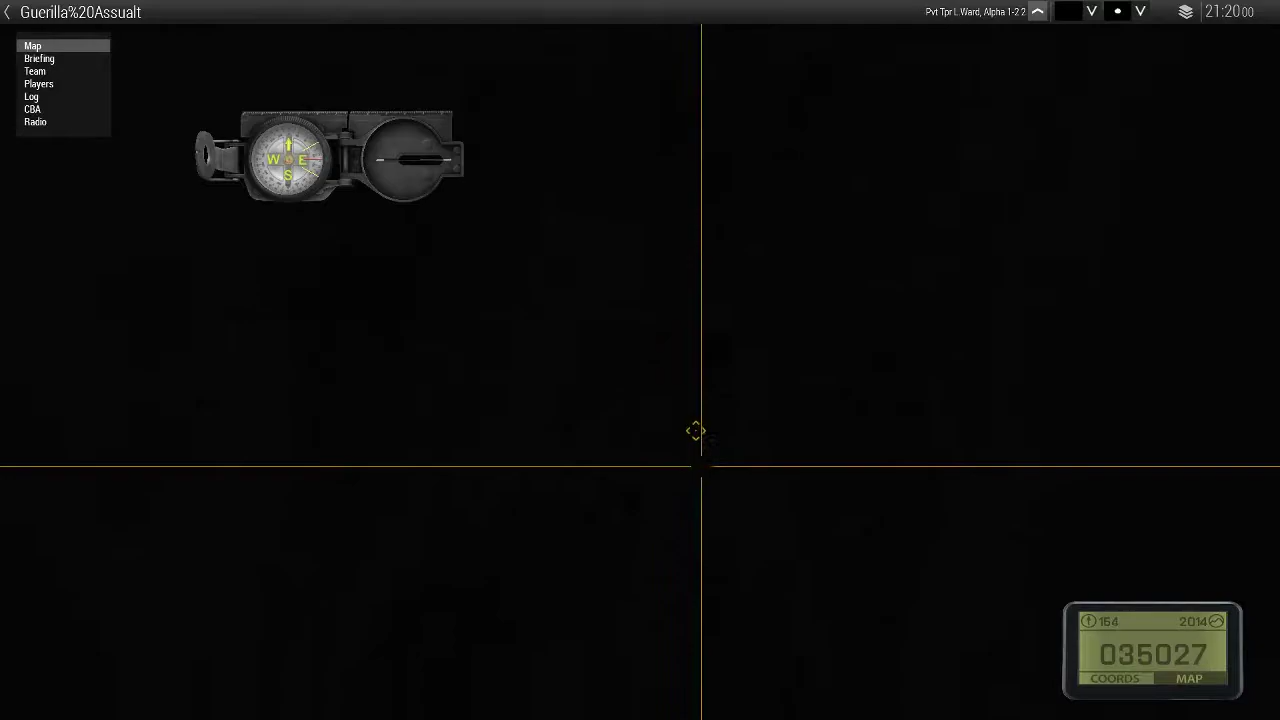 Guerilla%20Assualt
Pvt Tpr L Ward, Alpha 1-2 2
21:20 00
Map
Briefing
Team
Players
Log
CBA
Radio
W E
S
164 2014
035027
COORDS MAP